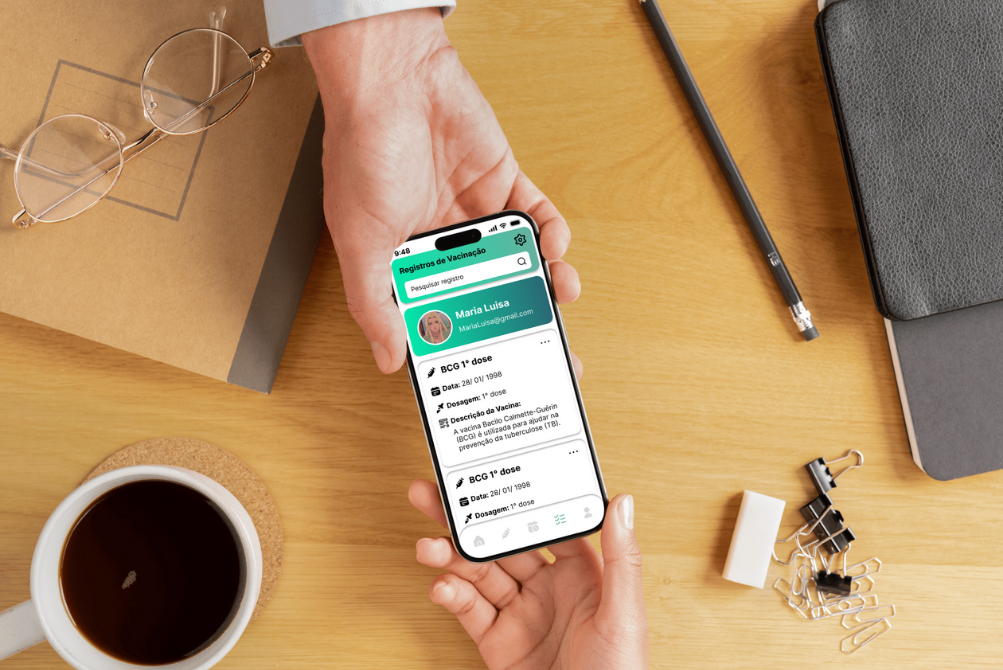 9:48
Registros de Vacinação
Pesquisar registro
Maria Luisa
MariaLuisa@gmail.com
BCG 1° dose
Data: 28/ 01/ 1998
Dosagem: 1° dose
Descrição da Vacina:
A vacina Bacilo Calmette-Guérin
(BCG) é utilizada para ajudar na
prevenção da tuberculose (TB).
BCG 1° dose
Data: 28/ 01/ 1998
Dosagem: 1° dose